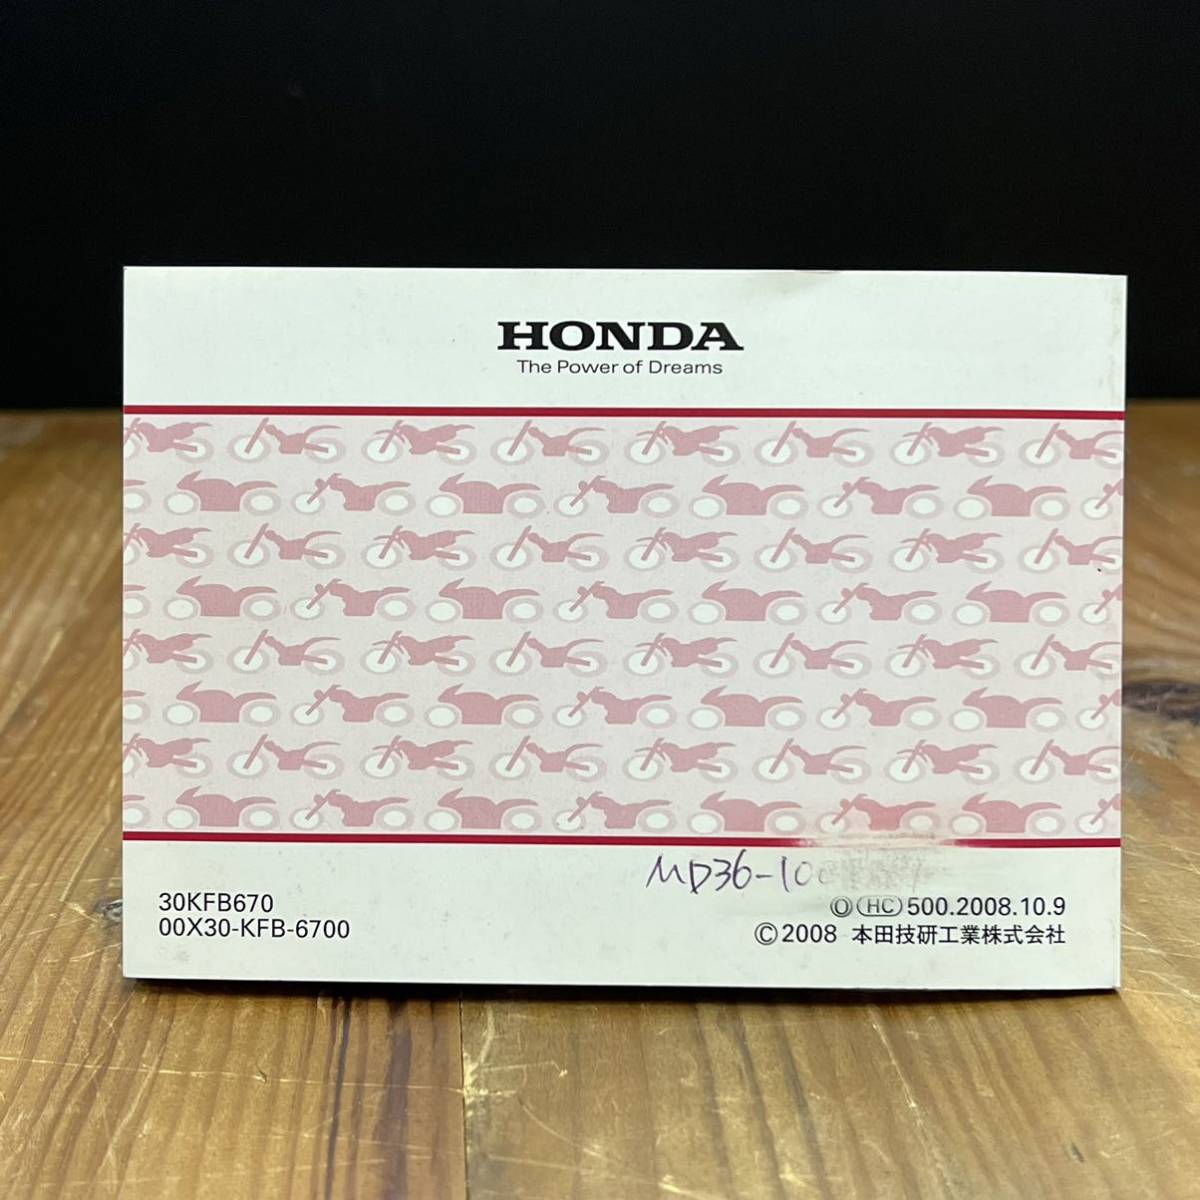 HONDA
The Power of Dreams
MD36-10
30KFB670
00X30-KFB-6700
Ⓞ HC 500.2008.10.9
©2008 本田技研工業株式会社